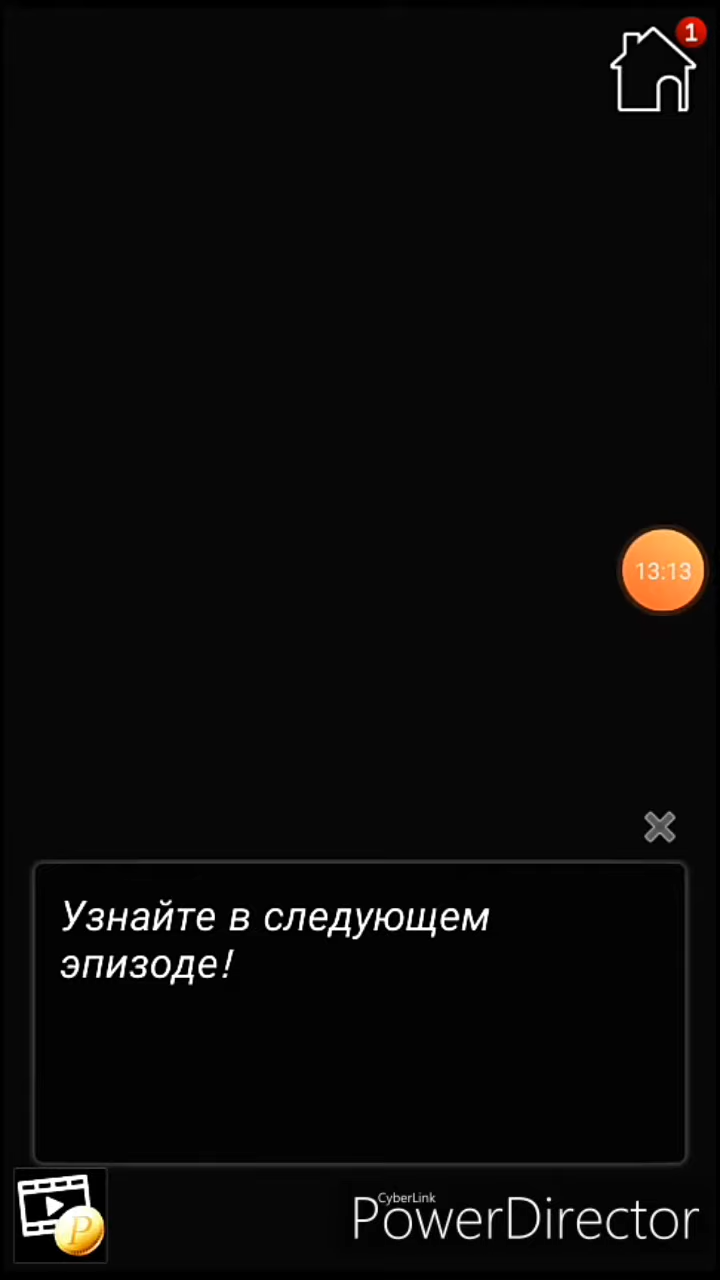 1
13:13
Узнайте в следующем
эпизоде!
P
CyberLink
PowerDirector